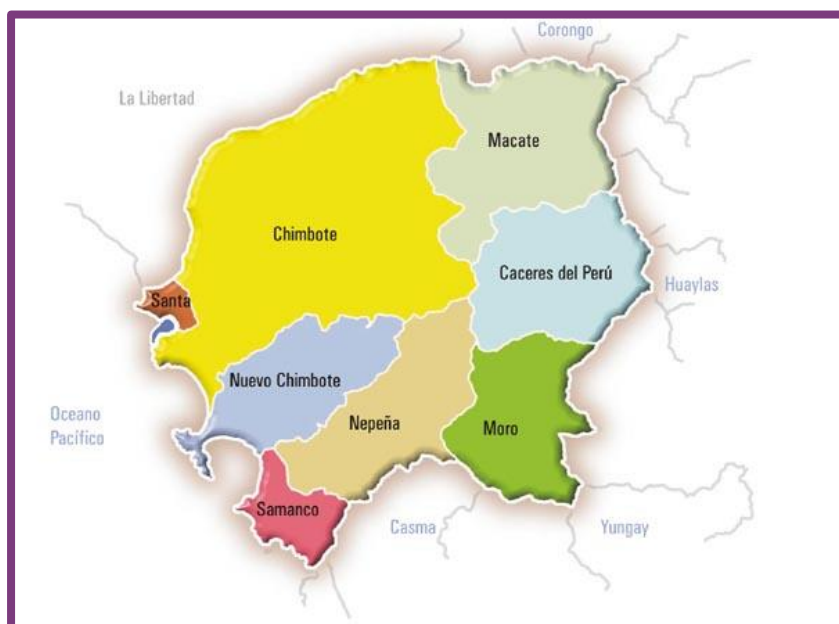 Corongo
La Libertad
Macate
Chimbote
Caceres del Perú
Huaylas
Santa
Nuevo Chimbote
Oceano
Pacífico
Nepeña
Moro
Samanco
Casma
Yungay